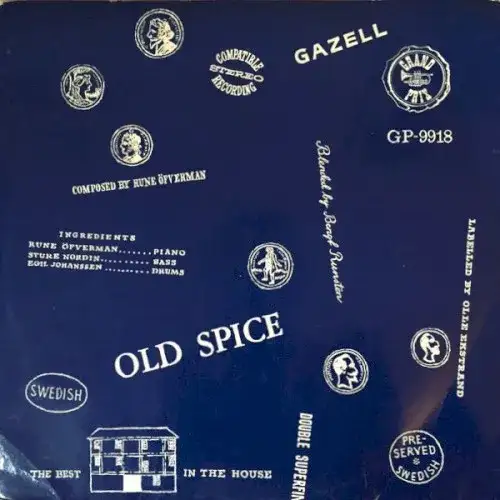 GAZELL
COMPATIBLE
STEREO
RECORDING
GRAND
PRIX
GP-9918
COMPOSED BY RUNE ÖFVERMAN
Blended by Bengt
INGREDIENTS
RUNE ÖFVERMAN.......PIANO
STURE NORDIN..........BASS
EGIL JOHANSSEN..........DRUMS
LABELLED BY OLLE EKSTRAND
OLD SPICE
SWEDISH
DOUBLE SUPERFIN
PRE-
SERVED
SWEDISH
THE BEST IN THE HOUSE